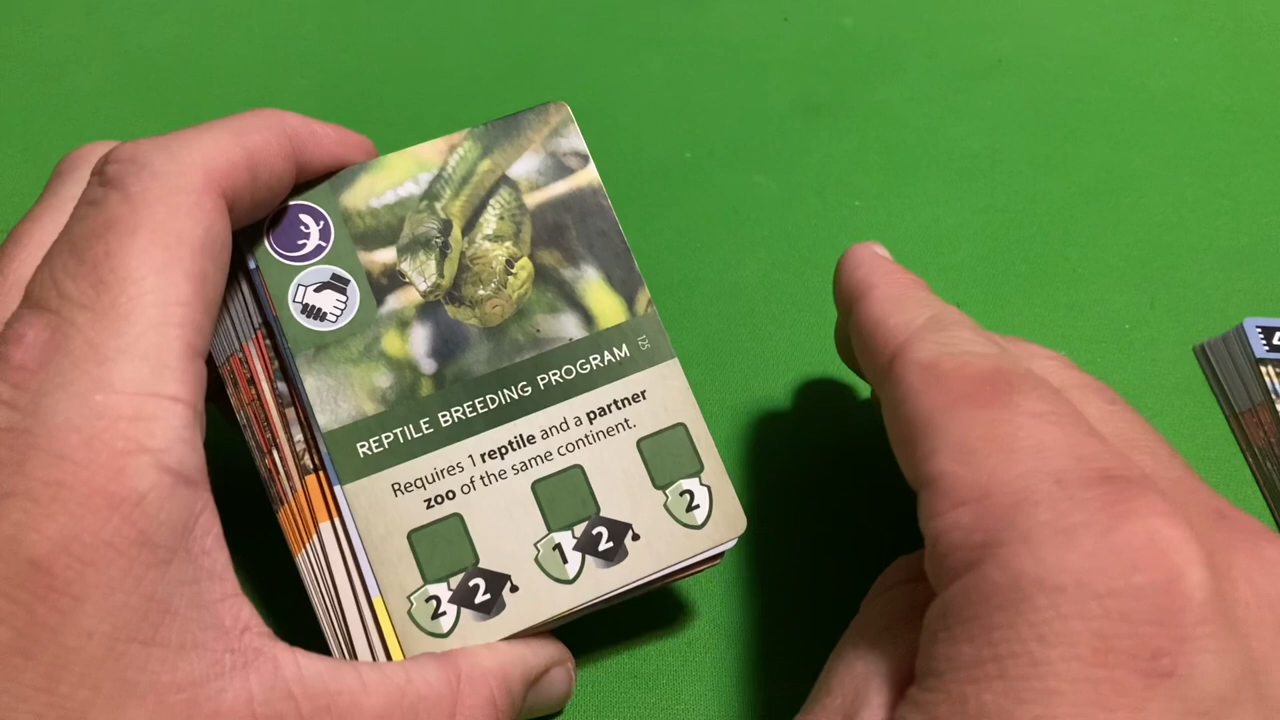 REPTILE BREEDING PROGRAM 125
Requires 1 reptile and a partner
zoo of the same continent.
2 2
1 2
2